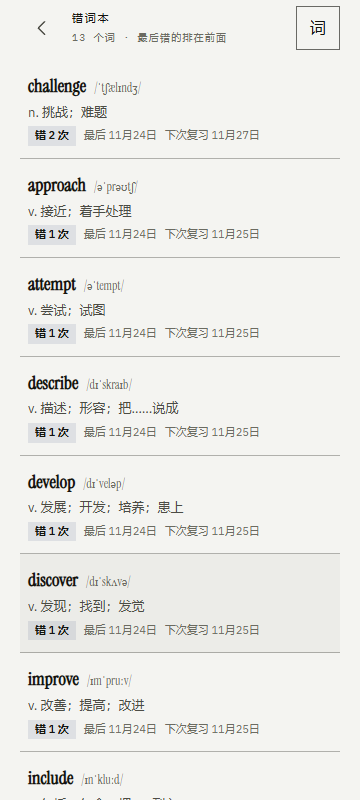 错词本
词
13 个词 · 最后错的排在前面
challenge /ˈtʃælɪndʒ/
n. 挑战；难题
错 2 次 最后 11月24日 下次复习 11月27日
approach /əˈprəʊtʃ/
v. 接近；着手处理
错 1 次 最后 11月24日 下次复习 11月25日
attempt /əˈtempt/
v. 尝试；试图
错 1 次 最后 11月24日 下次复习 11月25日
describe /dɪˈskraɪb/
v. 描述；形容；把……说成
错 1 次 最后 11月24日 下次复习 11月25日
develop /dɪˈveləp/
v. 发展；开发；培养；患上
错 1 次 最后 11月24日 下次复习 11月25日
discover /dɪˈskʌvə/
v. 发现；找到；发觉
错 1 次 最后 11月24日 下次复习 11月25日
improve /ɪmˈpruːv/
v. 改善；提高；改进
错 1 次 最后 11月24日 下次复习 11月25日
include /ɪnˈkluːd/